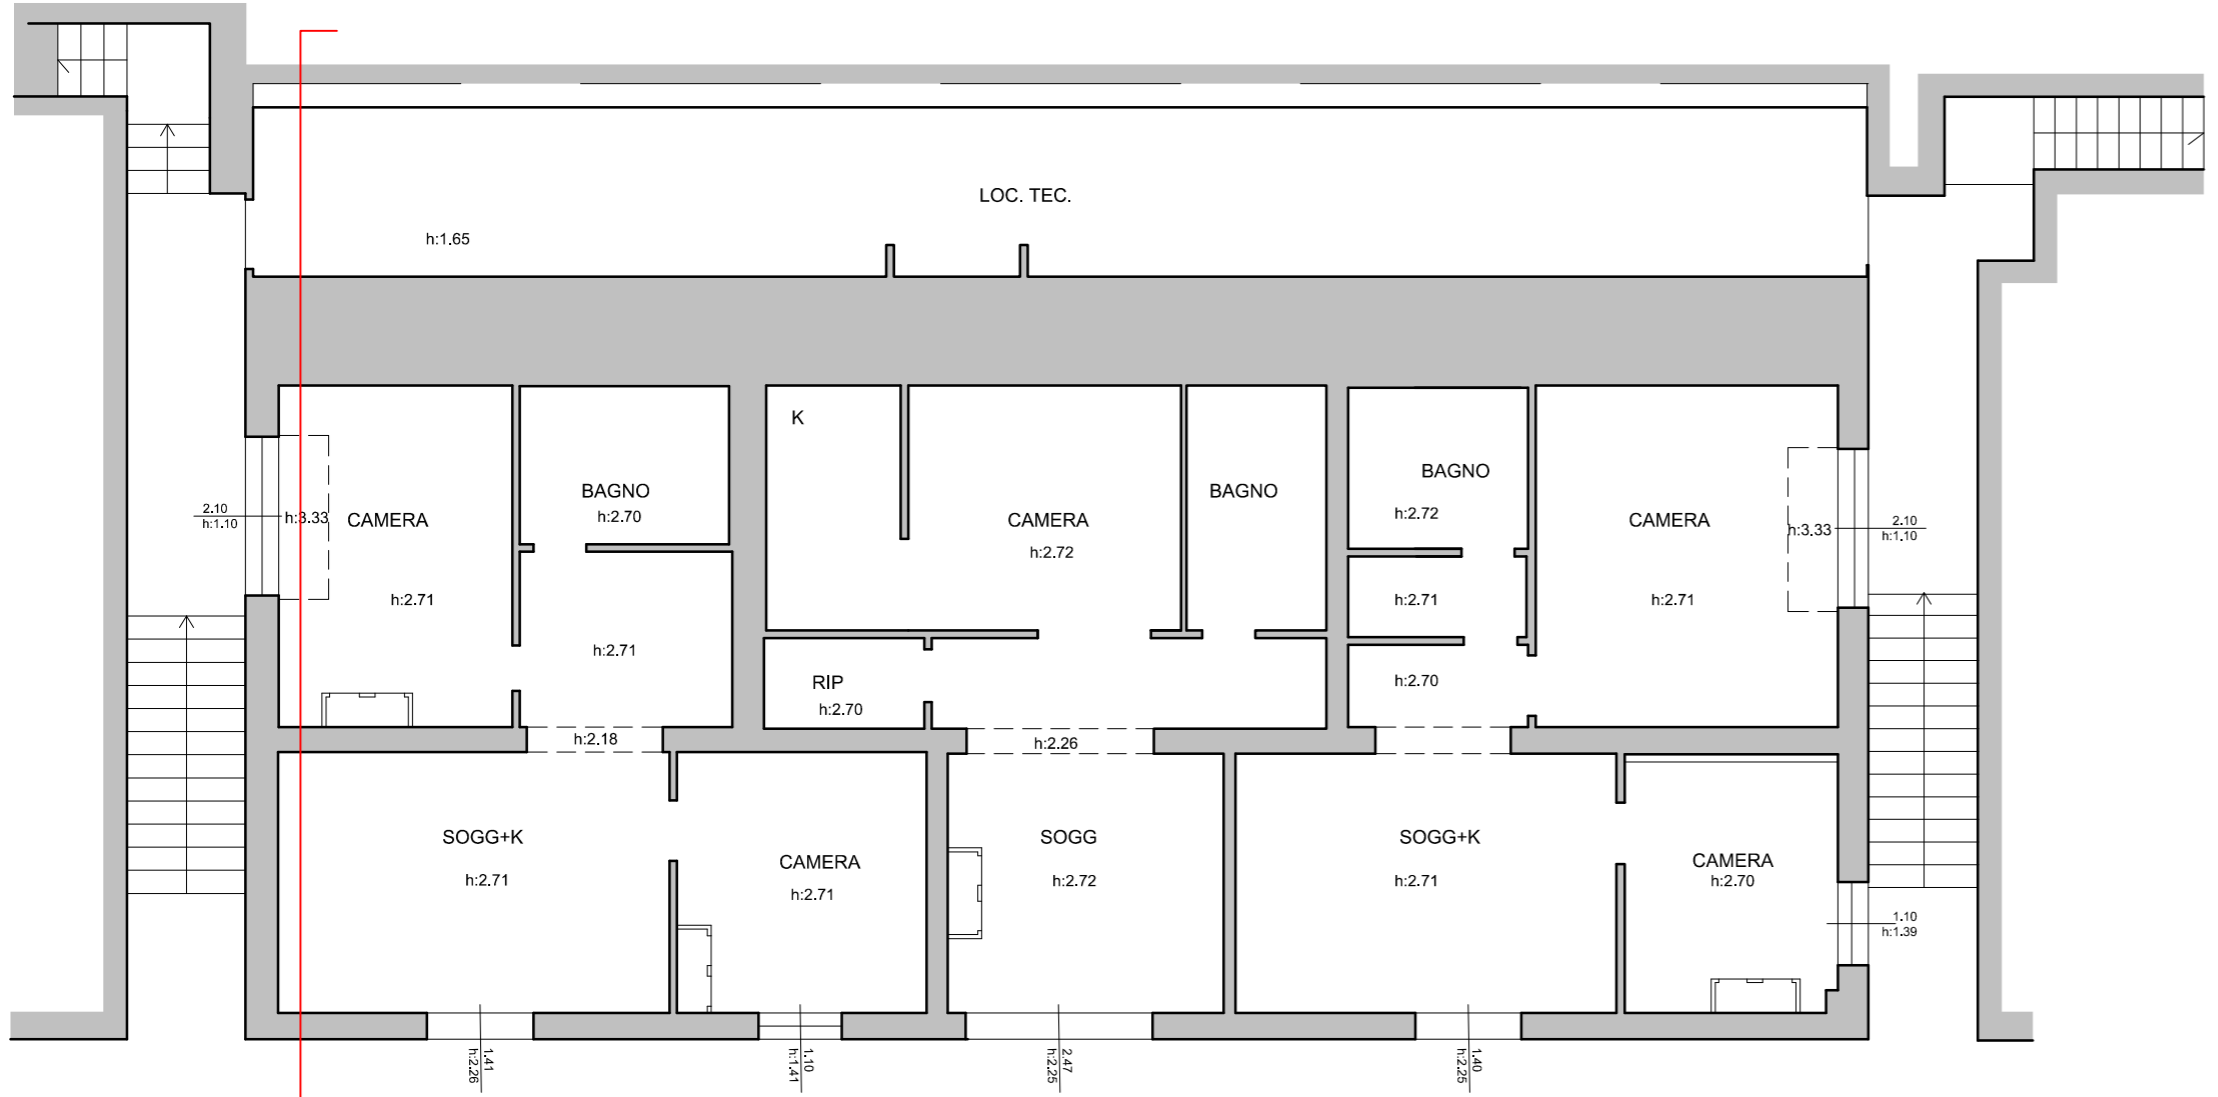 LOC. TEC.
h:1.65
K
BAGNO
h:2.70
BAGNO
BAGNO
h:2.72
2.10
h:1.10
h:3.33
CAMERA
h:2.71
CAMERA
h:2.72
CAMERA
h:2.71
h:3.33
2.10
h:1.10
h:2.71
h:2.71
RIP
h:2.70
h:2.70
h:2.18
h:2.26
SOGG+K
h:2.71
CAMERA
h:2.71
SOGG
h:2.72
SOGG+K
h:2.71
CAMERA
h:2.70
1.10
h:1.39
1.41
h:2.26
1.10
h:1.41
2.47
h:2.25
1.40
h:2.25